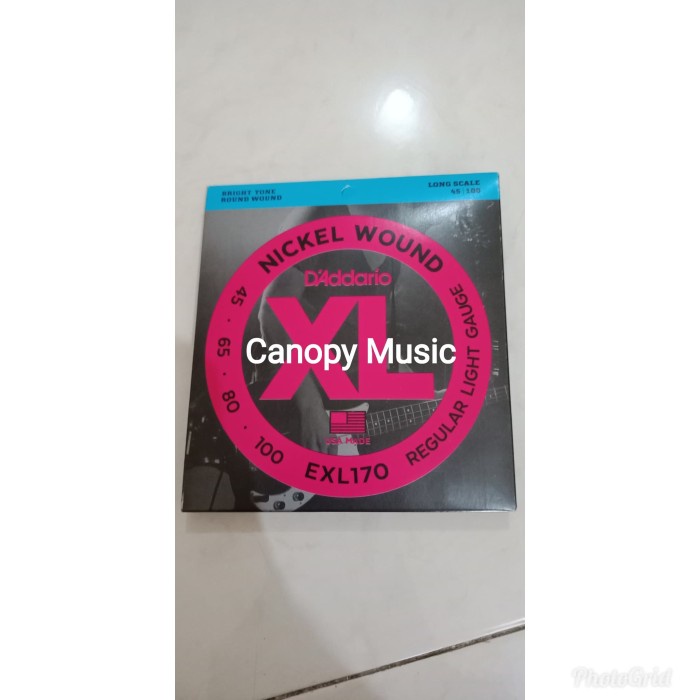 BRIGHT TONE
ROUND WOUND
LONG SCALE
45 | 100
NICKEL WOUND
D'Addario
XL
Canopy Music
USA MADE
45 · 65 · 80 · 100
EXL170
REGULAR LIGHT GAUGE
PhotoGrid